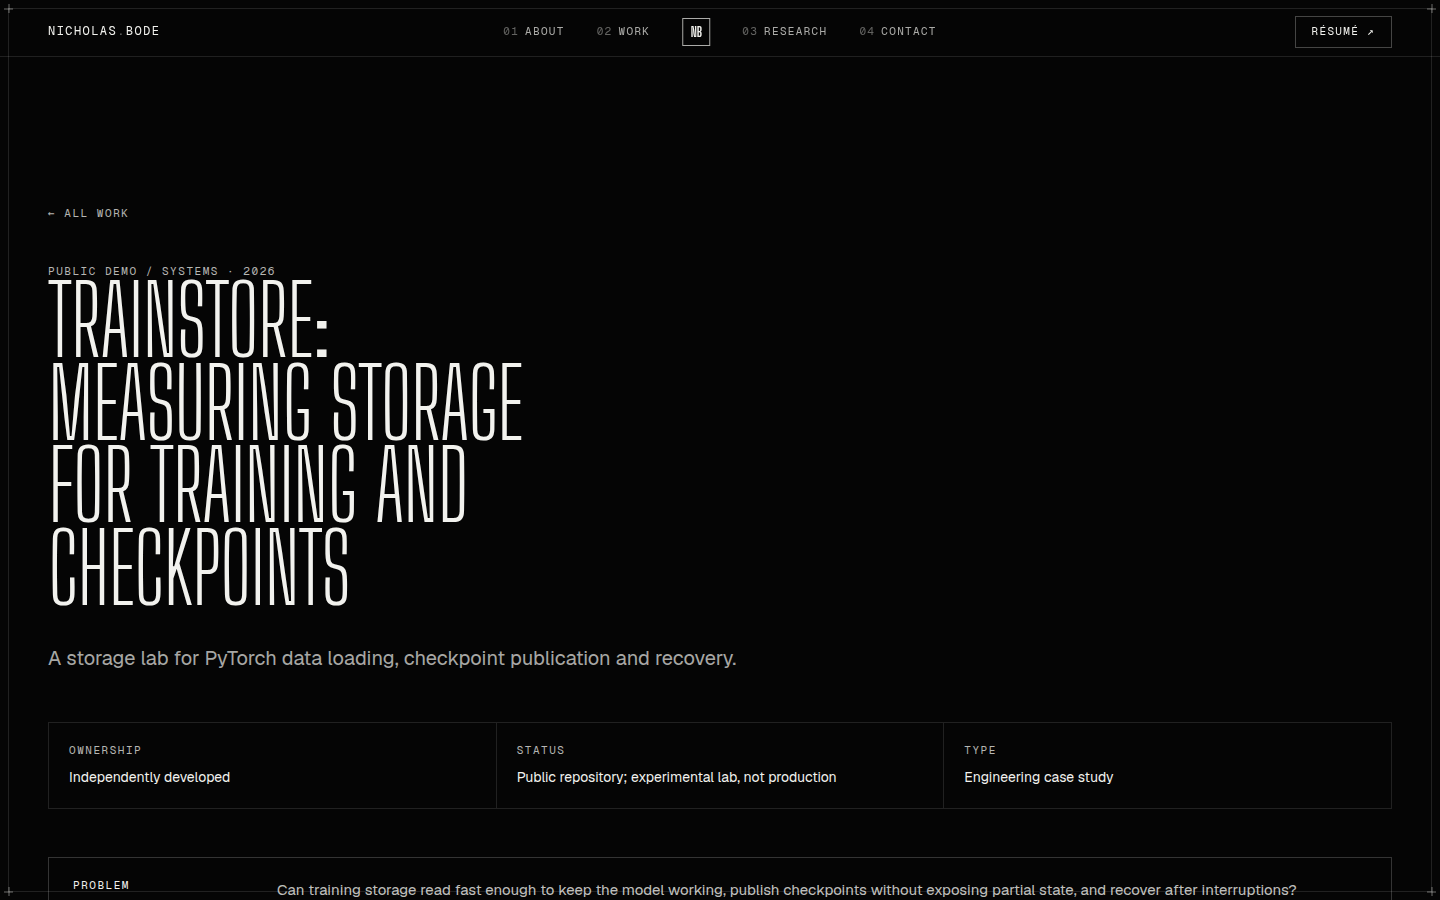 NICHOLAS.BODE
01 ABOUT
02 WORK
NB
03 RESEARCH
04 CONTACT
RÉSUMÉ ↗
← ALL WORK
PUBLIC DEMO / SYSTEMS · 2026
TRAINSTORE:
MEASURING STORAGE
FOR TRAINING AND
CHECKPOINTS
A storage lab for PyTorch data loading, checkpoint publication and recovery.
OWNERSHIP
Independently developed
STATUS
Public repository; experimental lab, not production
TYPE
Engineering case study
PROBLEM
Can training storage read fast enough to keep the model working, publish checkpoints without exposing partial state, and recover after interruptions?